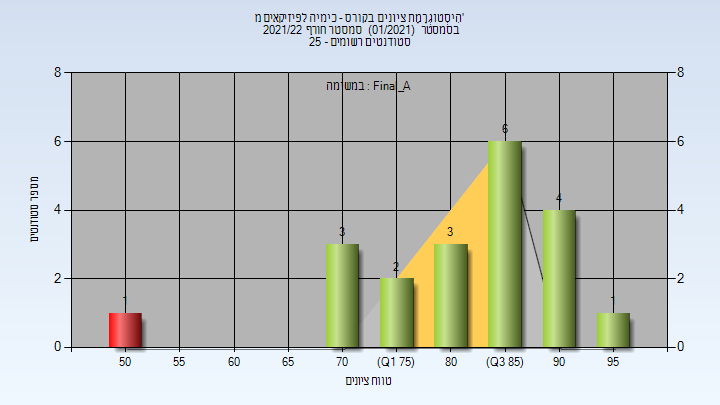 היסטוגרמת ציונים בקורס - כימיה לפיזיקאים מ'
בסמסטר (01/2021) סמסטר חורף 2021/22
סטודנטים רשומים - 25
במשימה : Final_A
8 8
6 6
6
4 4
4
3 3
2 2
2
1 1
0 0
50 55 60 65 70 (Q1 75) 80 (Q3 85) 90 95
מספר סטודנטים
טווח ציונים